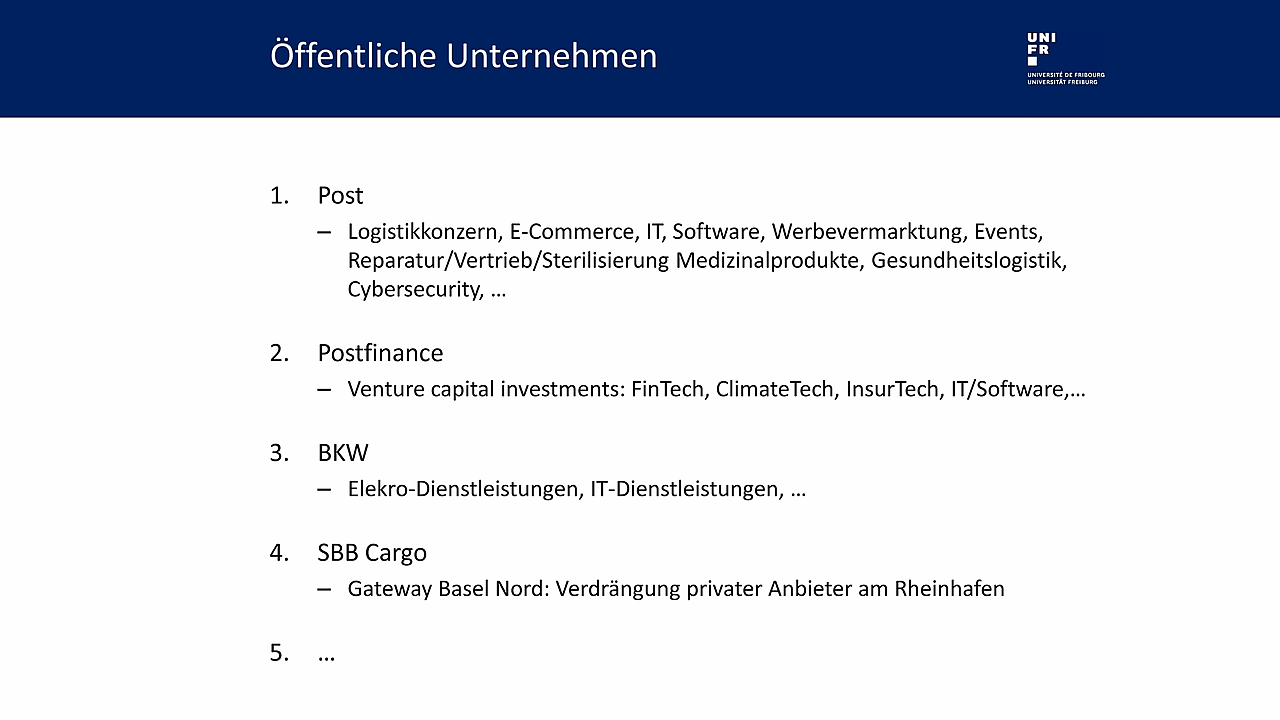 Öffentliche Unternehmen
UNI
FR
UNIVERSITÉ DE FRIBOURG
UNIVERSITÄT FREIBURG
1. Post
– Logistikkonzern, E-Commerce, IT, Software, Werbevermarktung, Events,
Reparatur/Vertrieb/Sterilisierung Medizinalprodukte, Gesundheitslogistik,
Cybersecurity, …
2. Postfinance
– Venture capital investments: FinTech, ClimateTech, InsurTech, IT/Software,…
3. BKW
– Elekro-Dienstleistungen, IT-Dienstleistungen, …
4. SBB Cargo
– Gateway Basel Nord: Verdrängung privater Anbieter am Rheinhafen
5. …